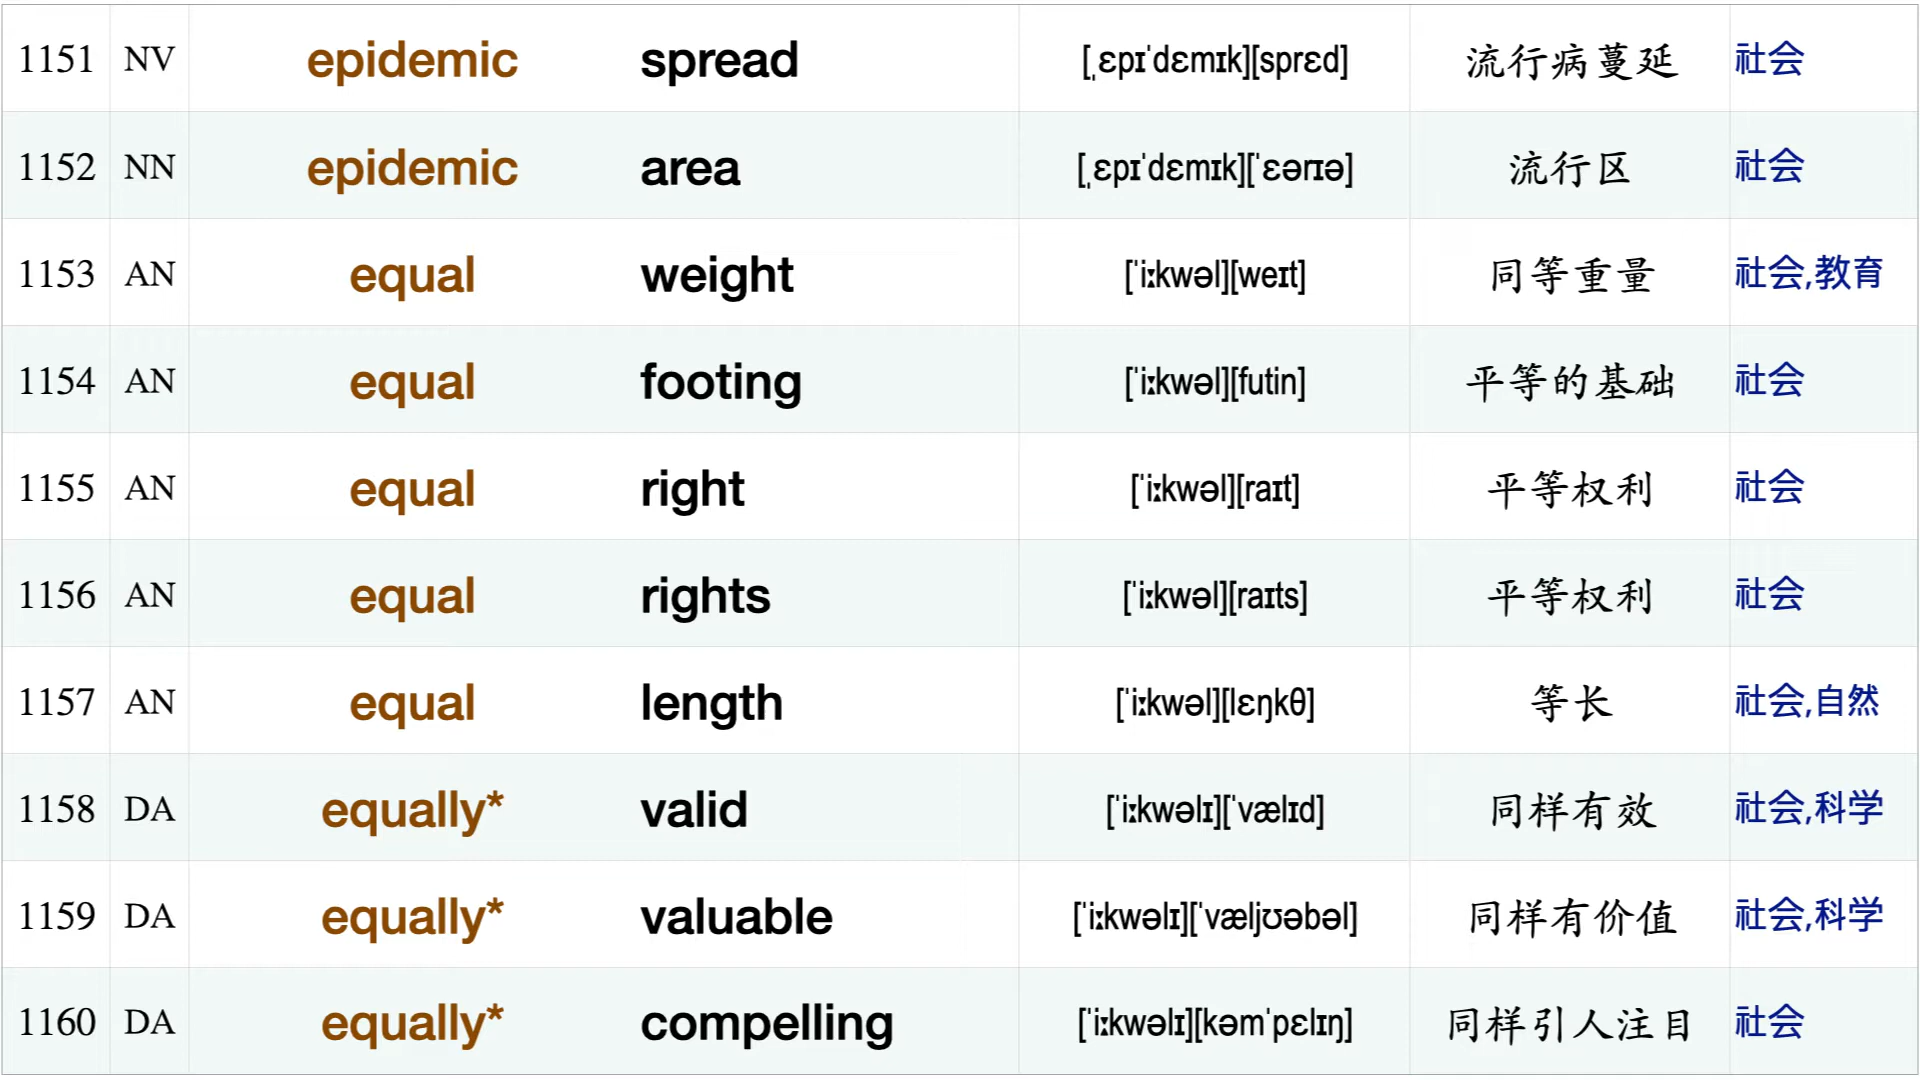 1151 NV epidemic spread [ˌɛpɪˈdɛmɪk][sprɛd] 流行病蔓延 社会
1152 NN epidemic area [ˌɛpɪˈdɛmɪk][ˈɛərɪə] 流行区 社会
1153 AN equal weight [ˈiːkwəl][weɪt] 同等重量 社会,教育
1154 AN equal footing [ˈiːkwəl][futin] 平等的基础 社会
1155 AN equal right [ˈiːkwəl][raɪt] 平等权利 社会
1156 AN equal rights [ˈiːkwəl][raɪts] 平等权利 社会
1157 AN equal length [ˈiːkwəl][lɛŋkθ] 等长 社会,自然
1158 DA equally* valid [ˈiːkwəlɪ][ˈvælɪd] 同样有效 社会,科学
1159 DA equally* valuable [ˈiːkwəlɪ][ˈvæljʊəbəl] 同样有价值 社会,科学
1160 DA equally* compelling [ˈiːkwəlɪ][kəmˈpɛlɪŋ] 同样引人注目 社会